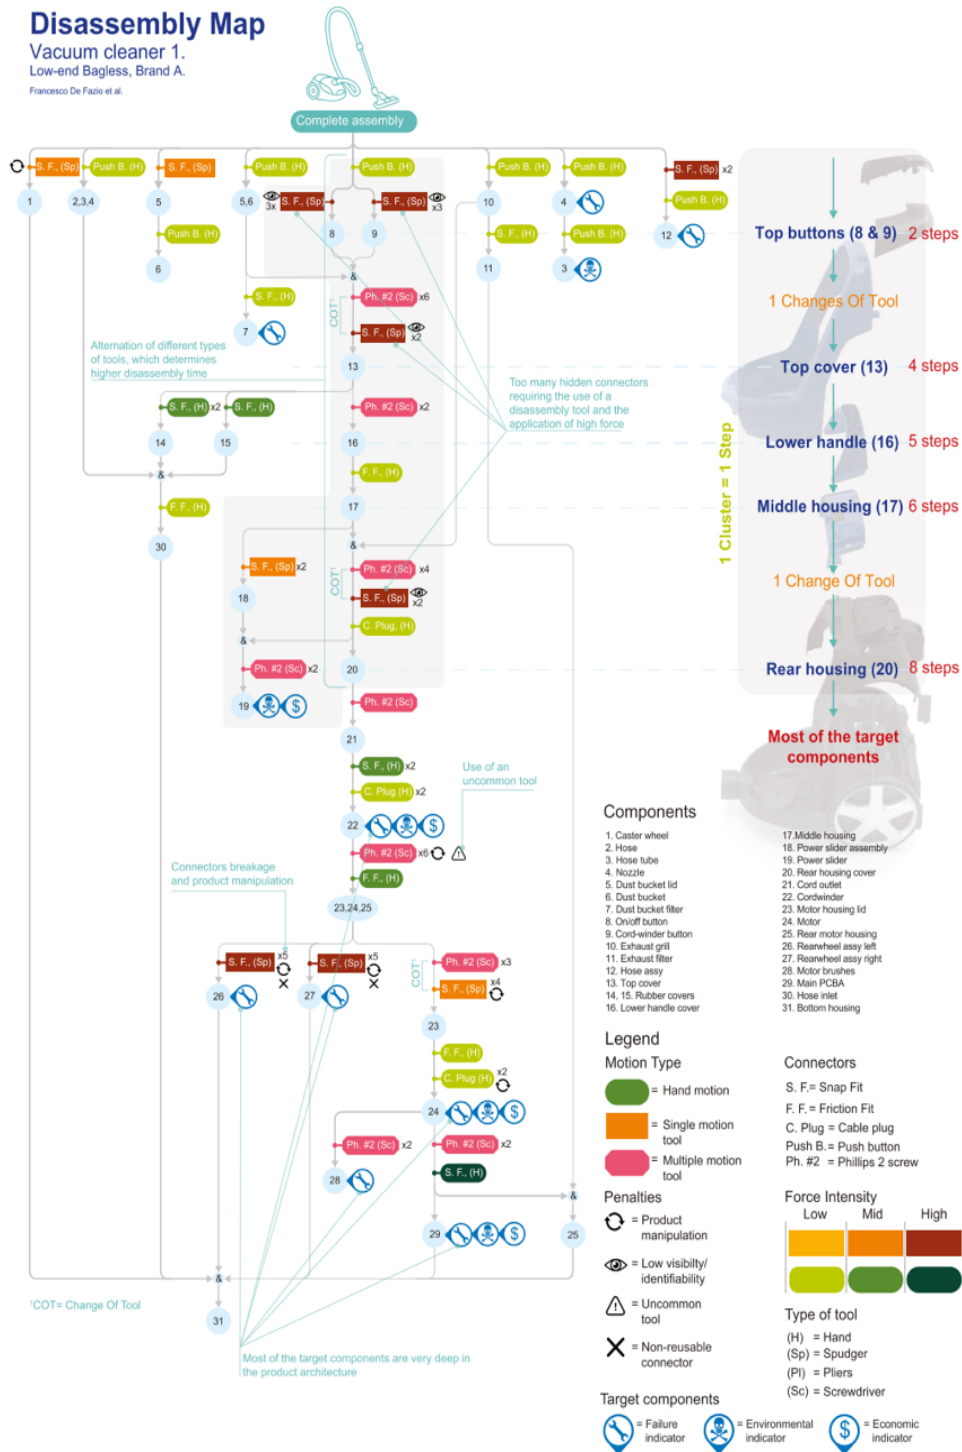 Disassembly Map
Vacuum cleaner 1.
Low-end Bagless, Brand A.
Francesco De Fazio et al.
Complete assembly
S. F., (Sp)
Push B. (H)
S. F., (Sp)
Push B. (H)
Push B. (H)
Push B. (H)
Push B. (H)
S. F., (Sp) x2
1
2,3,4
5
5,6
3x
S. F., (Sp)
S. F., (Sp)
x3
10
4
Push B. (H)
Push B. (H)
8
9
S. F., (H)
Push B. (H)
12
Top buttons (8 & 9) 2 steps
6
11
3
&
S. F., (H)
Ph. #2 (Sc) x6
1 Changes Of Tool
COT¹
7
S. F., (Sp)
x2
Alternation of different types
of tools, which determines
higher disassembly time
13
Top cover (13) 4 steps
Too many hidden connectors
requiring the use of a
disassembly tool and the
application of high force
S. F., (H) x2
S. F., (H)
Ph. #2 (Sc) x2
14
15
16
Lower handle (16) 5 steps
&
F. F., (H)
1 Cluster = 1 Step
F. F., (H)
17
Middle housing (17) 6 steps
30
&
S. F., (Sp) x2
Ph. #2 (Sc) x4
1 Change Of Tool
COT¹
18
S. F., (Sp)
x2
C. Plug. (H)
&
Ph. #2 (Sc) x2
20
Rear housing (20) 8 steps
19
Ph. #2 (Sc)
21
Most of the target
components
S. F., (H) x2
Use of an
uncommon tool
C. Plug (H) x2
22
Ph. #2 (Sc) x6
F. F., (H)
Connectors breakage
and product manipulation
23,24,25
S. F., (Sp)
x5
S. F., (Sp)
x5
Ph. #2 (Sc) x3
COT¹
S. F., (Sp)
x4
26
27
23
F. F., (H)
C. Plug (H)
x2
24
Ph. #2 (Sc) x2
Ph. #2 (Sc) x2
S. F., (H)
28
&
29
25
&
31
¹COT= Change Of Tool
Most of the target components are very deep in
the product architecture
Components
1. Caster wheel
2. Hose
3. Hose tube
4. Nozzle
5. Dust bucket lid
6. Dust bucket
7. Dust bucket filter
8. On/off button
9. Cord-winder button
10. Exhaust grill
11. Exhaust filter
12. Hose assy
13. Top cover
14, 15. Rubber covers
16. Lower handle cover
17.Middle housing
18. Power slider assembly
19. Power slider
20. Rear housing cover
21. Cord outlet
22. Cordwinder
23. Motor housing lid
24. Motor
25. Rear motor housing
26. Rearwheel assy left
27. Rearwheel assy right
28. Motor brushes
29. Main PCBA
30. Hose inlet
31. Bottom housing
Legend
Motion Type
= Hand motion
= Single motion
tool
= Multiple motion
tool
Penalties
= Product
manipulation
= Low visibilty/
identifiability
= Uncommon
tool
= Non-reusable
connector
Connectors
S. F.= Snap Fit
F. F.= Friction Fit
C. Plug = Cable plug
Push B.= Push button
Ph. #2 = Phillips 2 screw
Force Intensity
Low Mid High
Type of tool
(H) = Hand
(Sp) = Spudger
(Pl) = Pliers
(Sc) = Screwdriver
Target components
= Failure
indicator
= Environmental
indicator
$ = Economic
indicator